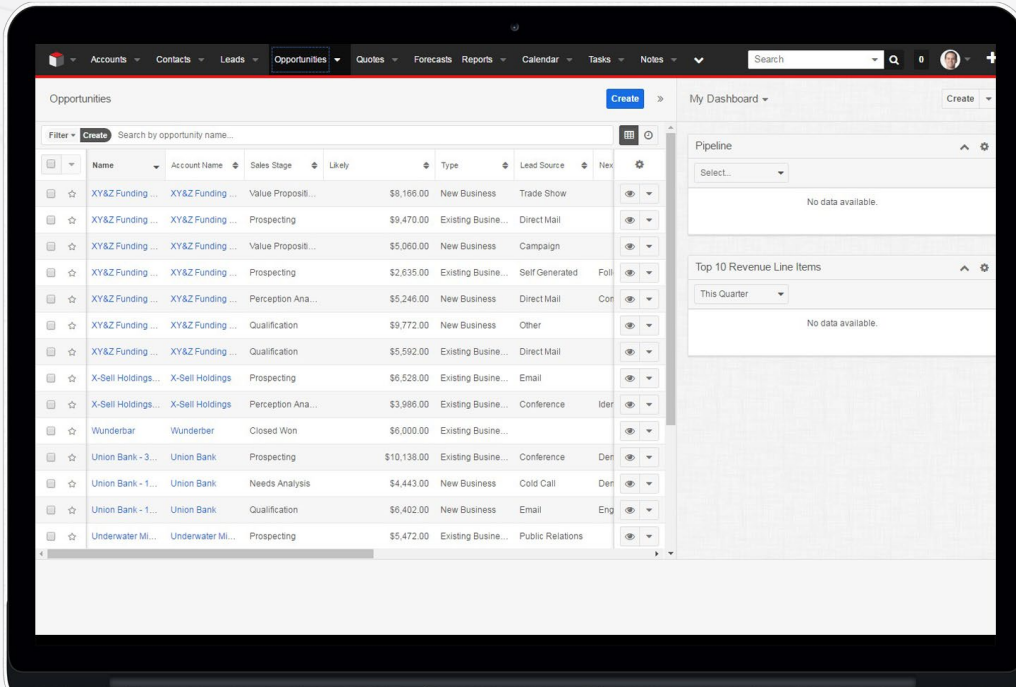 Accounts Contacts Leads Opportunities Quotes Forecasts Reports Calendar Tasks Notes Search 0
Opportunities Create » My Dashboard Create
Filter Create Search by opportunity name...
Pipeline
Name Account Name Sales Stage Likely Type Lead Source Nex
Select...
No data available.
XY&Z Funding ... XY&Z Funding ... Value Propositi... $8,166.00 New Business Trade Show
XY&Z Funding ... XY&Z Funding ... Prospecting $9,470.00 Existing Busine... Direct Mail
XY&Z Funding ... XY&Z Funding ... Value Propositi... $5,060.00 New Business Campaign
Top 10 Revenue Line Items
XY&Z Funding ... XY&Z Funding ... Prospecting $2,635.00 Existing Busine... Self Generated Foll
This Quarter
XY&Z Funding ... XY&Z Funding ... Perception Ana... $5,246.00 New Business Direct Mail Con
No data available.
XY&Z Funding ... XY&Z Funding ... Qualification $9,772.00 New Business Other
XY&Z Funding ... XY&Z Funding ... Qualification $5,592.00 Existing Busine... Direct Mail
X-Sell Holdings... X-Sell Holdings Prospecting $6,528.00 Existing Busine... Email
X-Sell Holdings... X-Sell Holdings Perception Ana... $3,986.00 Existing Busine... Conference Iden
Wunderbar Wunderber Closed Won $6,000.00 Existing Busine...
Union Bank - 3... Union Bank Prospecting $10,138.00 Existing Busine... Conference Den
Union Bank - 1... Union Bank Needs Analysis $4,443.00 New Business Cold Call Den
Union Bank - 1... Union Bank Qualification $6,402.00 New Business Email Eng
Underwater Mi... Underwater Mi... Prospecting $5,472.00 Existing Busine... Public Relations